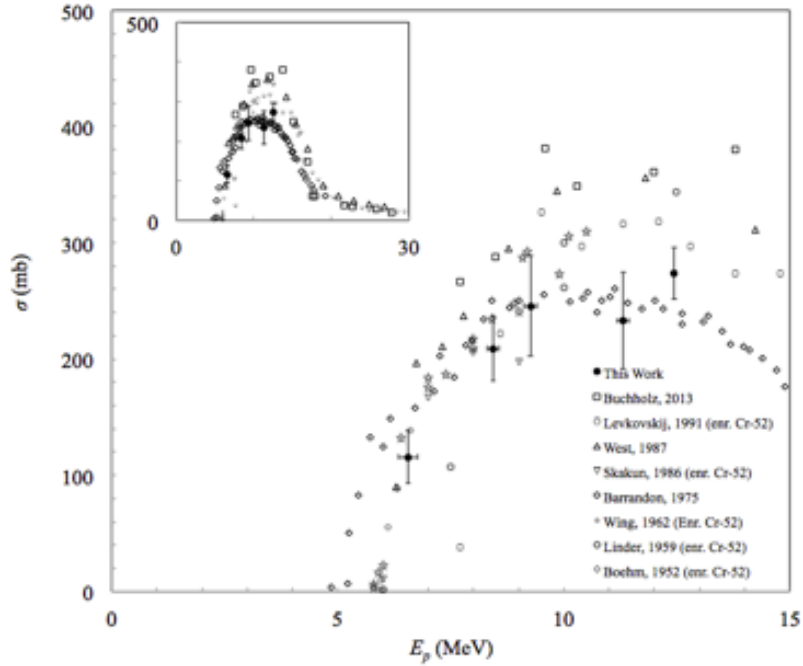 500
400
300
200
100
0
σ (mb)
500
0
0
30
This Work
Buchholz, 2013
Levkovskij, 1991 (enr. Cr-52)
West, 1987
Skakun, 1986 (enr. Cr-52)
Barrandon, 1975
Wing, 1962 (Enr. Cr-52)
Linder, 1959 (enr. Cr-52)
Boehm, 1952 (enr. Cr-52)
0
5
10
15
Ep (MeV)